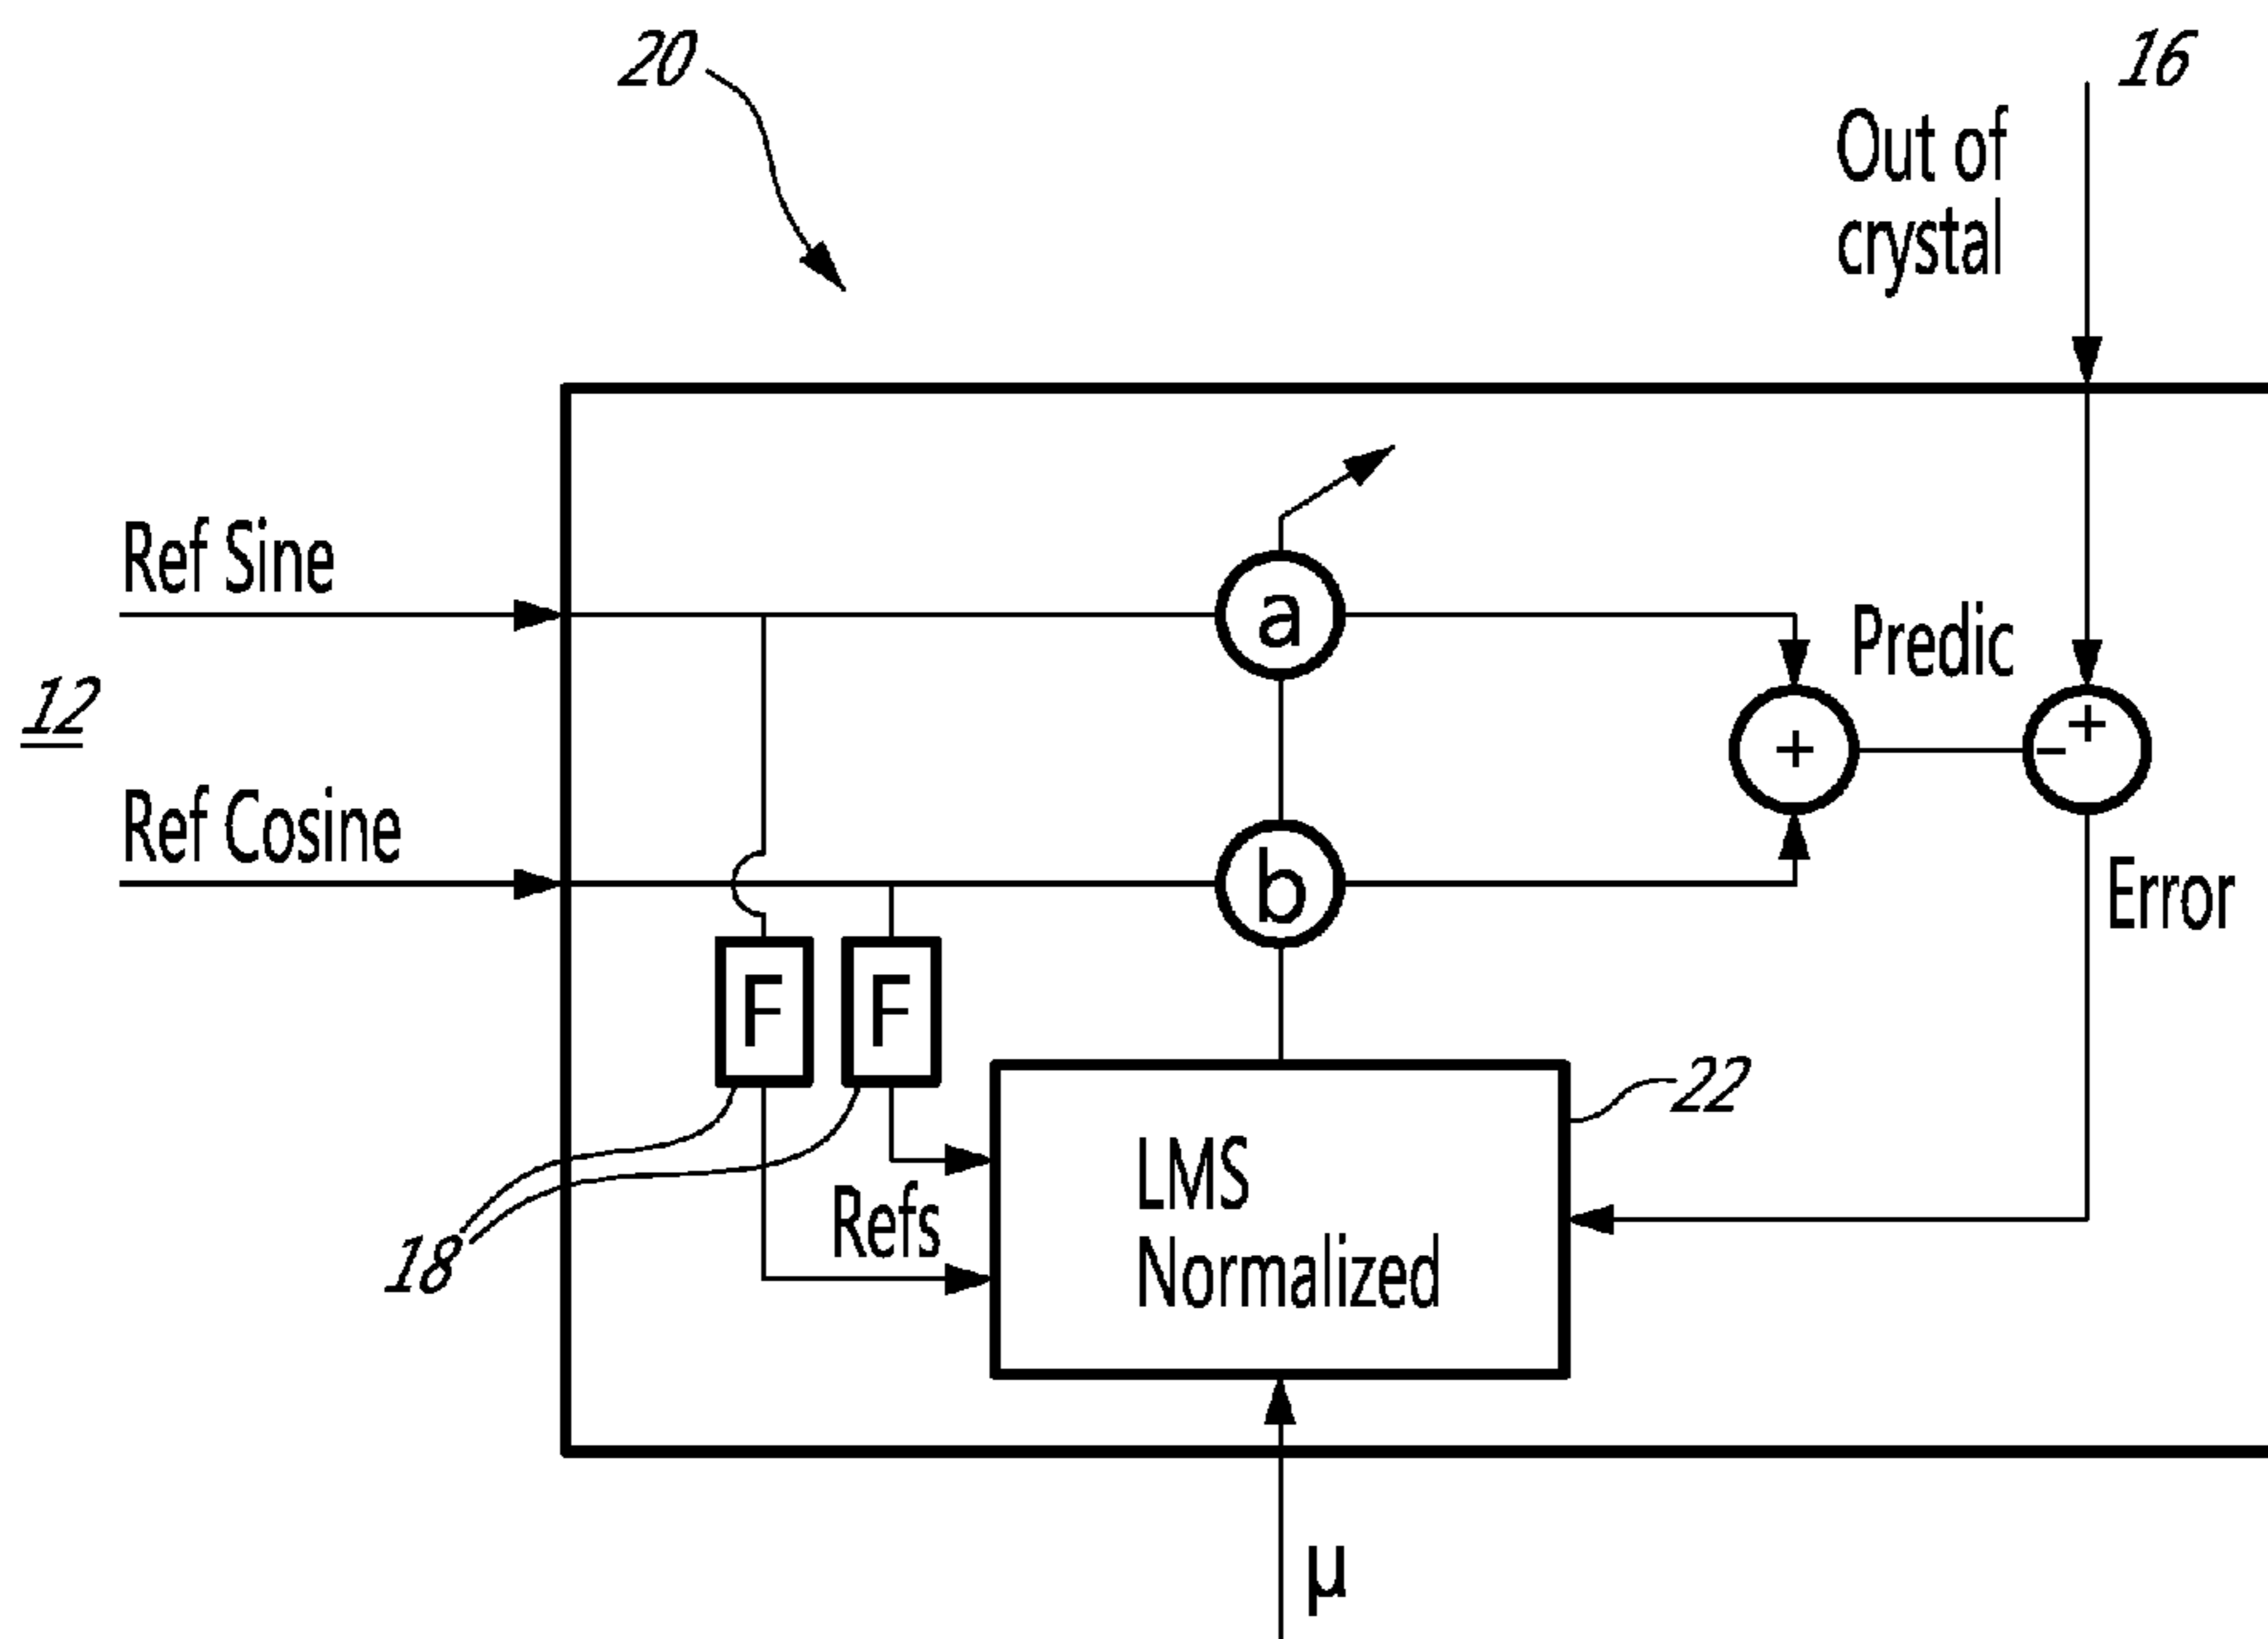 20
16
Out of
crystal
Ref Sine
a
Predic
12
+
+
-
Ref Cosine
b
Error
F
F
22
LMS
Normalized
Refs
18
µ